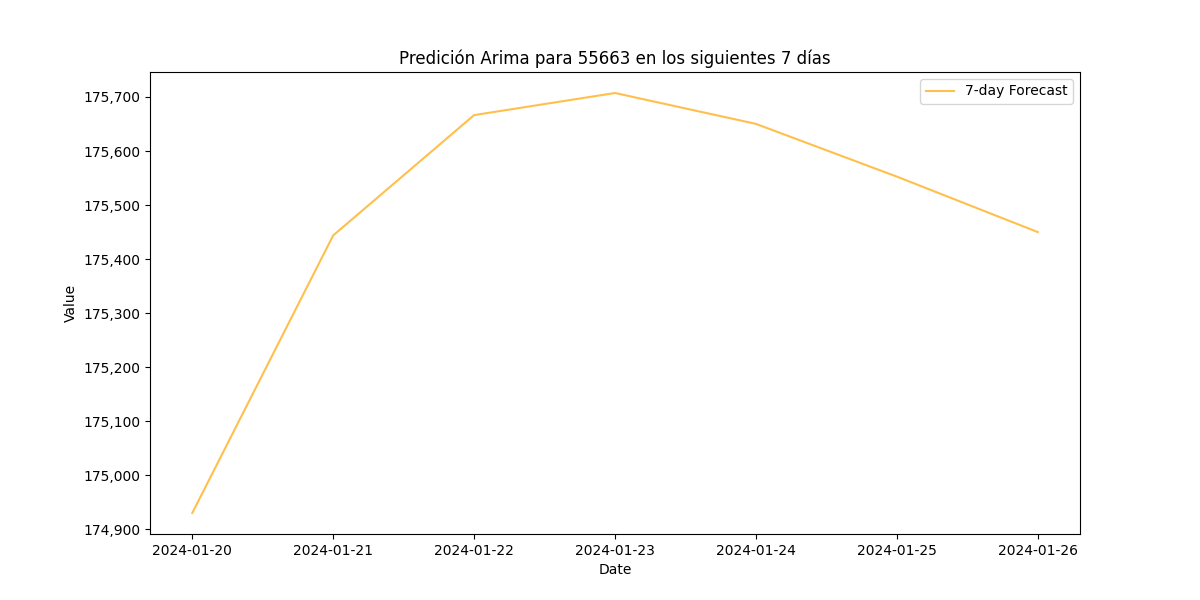 Predición Arima para 55663 en los siguientes 7 días
7-day Forecast
175,700
175,600
175,500
175,400
175,300
175,200
175,100
175,000
174,900
Value
2024-01-20 2024-01-21 2024-01-22 2024-01-23 2024-01-24 2024-01-25 2024-01-26
Date